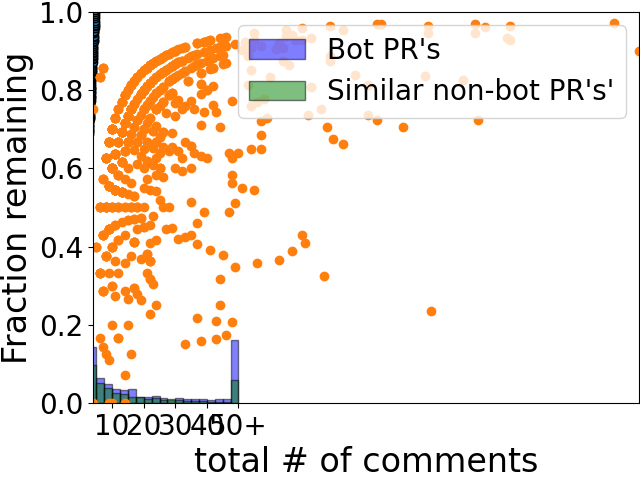 1.0
0.8
0.6
0.4
0.2
0.0
Fraction remaining
Bot PR's
Similar non-bot PR's'
10 20 30 40 50+
total # of comments